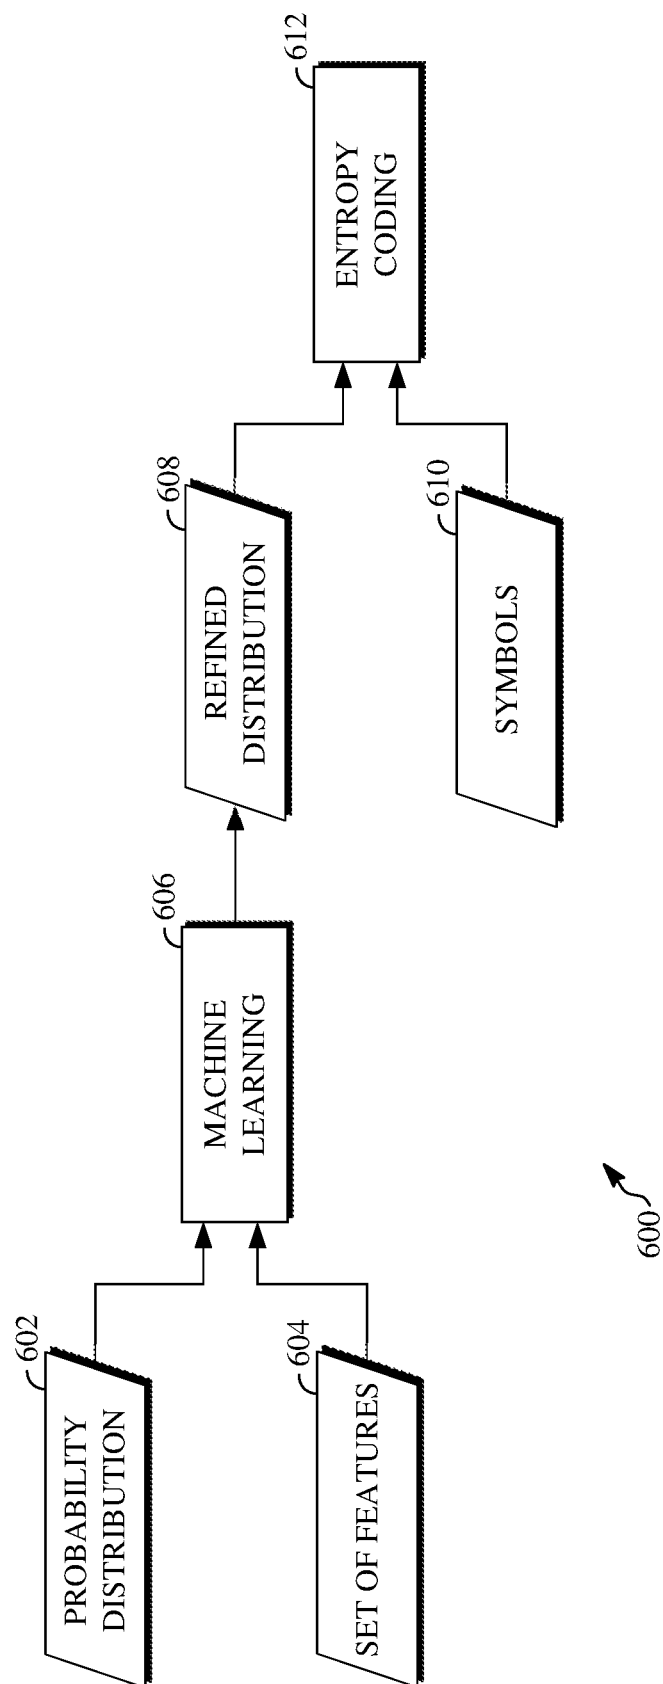 602
PROBABILITY
DISTRIBUTION
604
SET OF FEATURES
606
MACHINE
LEARNING
608
REFINED
DISTRIBUTION
610
SYMBOLS
612
ENTROPY
CODING
600